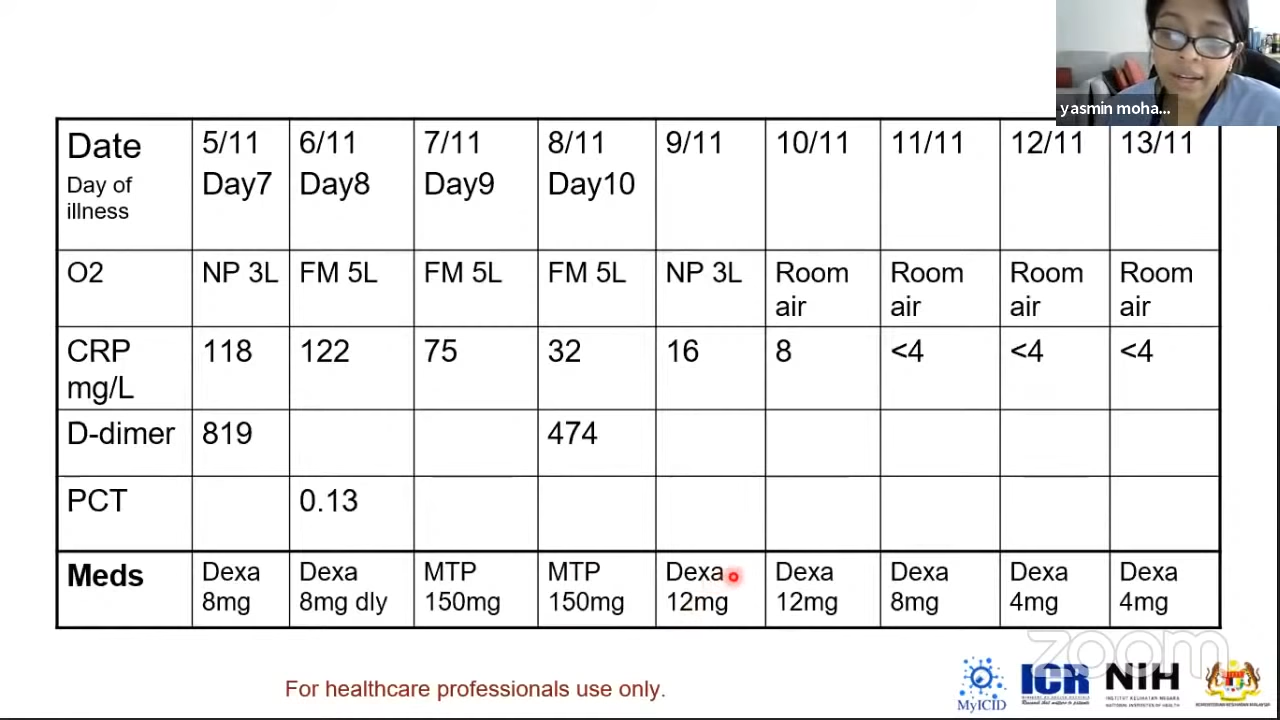 yasmin moha...
Date 5/11 6/11 7/11 8/11 9/11 10/11 11/11 12/11 13/11
Day of Day7 Day8 Day9 Day10
illness
O2 NP 3L FM 5L FM 5L FM 5L NP 3L Room Room Room Room
air air air air
CRP 118 122 75 32 16 8 <4 <4 <4
mg/L
D-dimer 819 474
PCT 0.13
Meds Dexa Dexa MTP MTP Dexa Dexa Dexa Dexa Dexa
8mg 8mg dly 150mg 150mg 12mg 12mg 8mg 4mg 4mg
zoom
For healthcare professionals use only.
MyICID
ICR
NIH